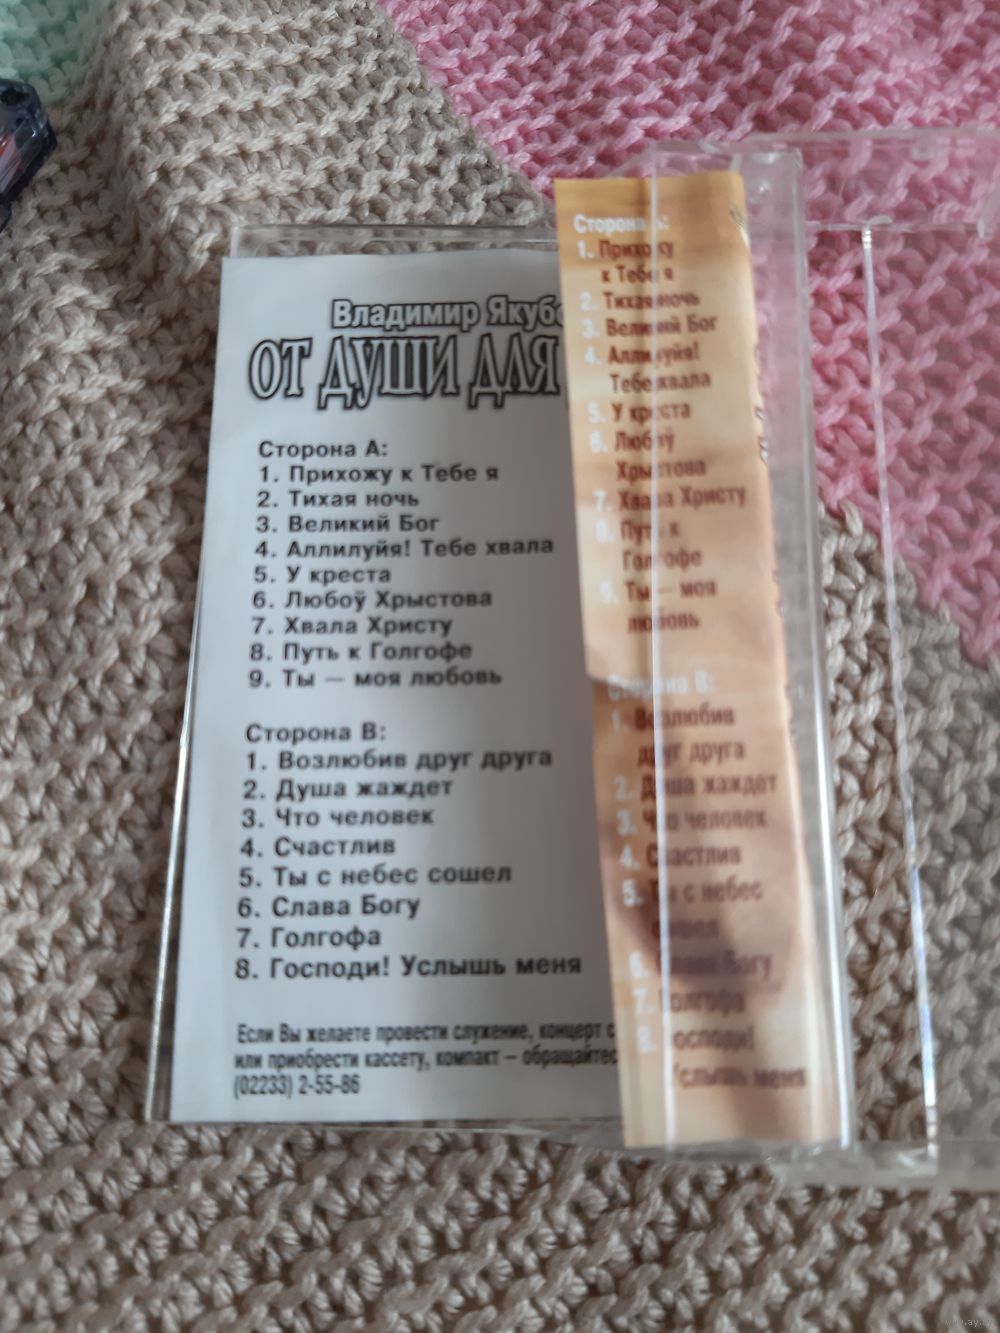 Владимир
ОТ ДУШИ ДЛЯ
Сторона А:
1. Прихожу к Тебе я
2. Тихая ночь
3. Великий Бог
4. Аллилуйя! Тебе хвала
5. У креста
6. Любоў Хрыстова
7. Хвала Христу
8. Путь к Голгофе
9. Ты — моя любовь
Сторона В:
1. Возлюбив друг друга
2. Душа жаждет
3. Что человек
4. Счастлив
5. Ты с небес сошел
6. Слава Богу
7. Голгофа
8. Господи! Услышь меня
Если Вы желаете провести служение, концерт
или приобрести кассету, компакт —
(02233) 2-55-86
Сторона А:
1. Прихожу
к Тебе я
2. Тихая ночь
3. Великий Бог
4. Аллилуйя!
Тебе хвала
5. У креста
6. Любоў
Хрыстова
7. Хвала Христу
8. Путь к
Голгофе
9. Ты — моя
любовь
Сторона В:
1. Возлюбив
друг друга
2. Душа жаждет
3. Что человек
4. Счастлив
5. Ты с небес
сошел
6. Слава Богу
7. Голгофа
8. Господи!
Услышь меня